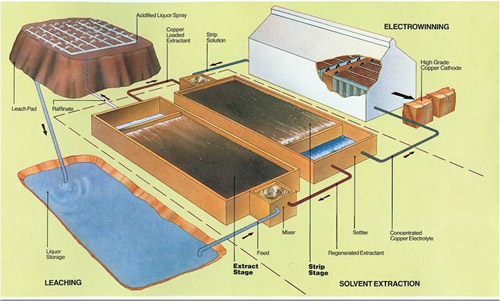 Acidified Liquor Spray
Copper
Loaded
Extractant
Strip
Solution
ELECTROWINNING
High Grade
Copper Cathode
Leach Pad
Raffinate
Liquor
Storage
Feed
Mixer
Settler
Concentrated
Copper Electrolyte
Regenerated Extractant
Extract
Stage
Strip
Stage
LEACHING
SOLVENT EXTRACTION